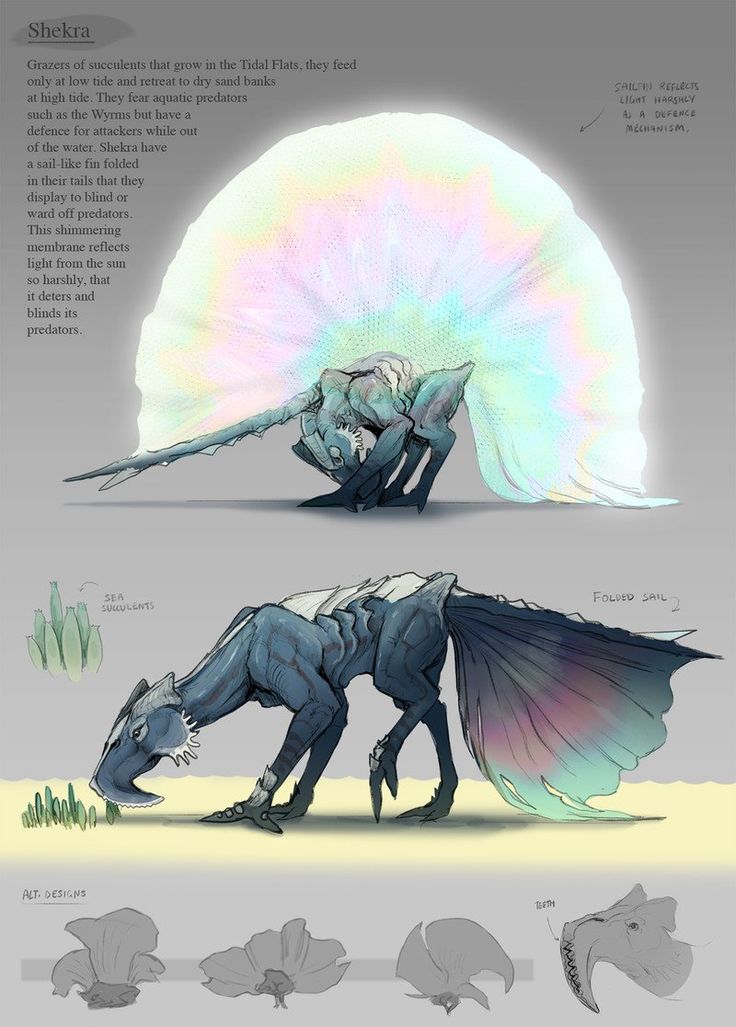 Shekra
Grazers of succulents that grow in the Tidal Flats, they feed
only at low tide and retreat to dry sand banks
at high tide. They fear aquatic predators
such as the Wyrms but have a
defence for attackers while out
of the water. Shekra have
a sail-like fin folded
in their tails that they
display to blind or
ward off predators.
This shimmering
membrane reflects
light from the sun
so harshly, that
it deters and
blinds its
predators.
SAILFIN REFLECTS
LIGHT HARSHLY
AS A DEFENCE
MECHANISM.
SEA
SUCCULENTS
FOLDED SAIL
ALT. DESIGNS
TEETH